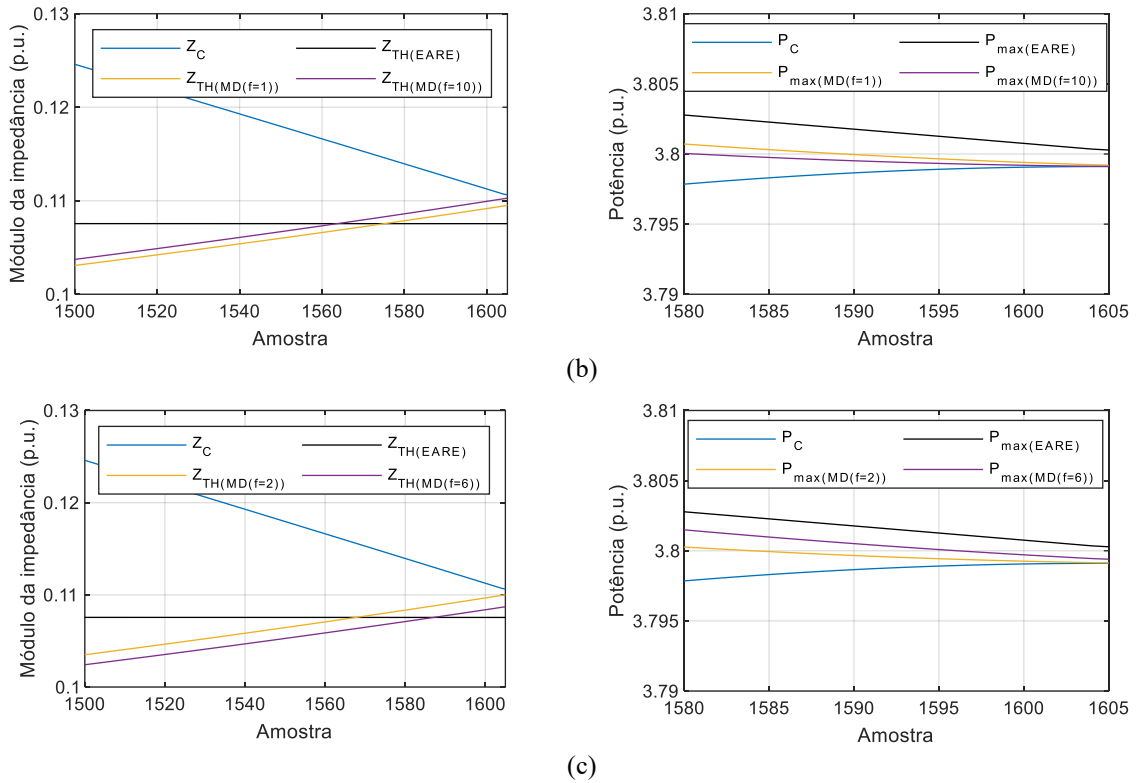 0.13
0.12
0.11
0.1
Módulo da impedância (p.u.)
Z_C
Z_TH(EARE)
Z_TH(MD(f=1))
Z_TH(MD(f=10))
1500 1520 1540 1560 1580 1600
Amostra
3.81
3.805
3.8
3.795
3.79
Potência (p.u.)
P_C
P_max(EARE)
P_max(MD(f=1))
P_max(MD(f=10))
1580 1585 1590 1595 1600 1605
Amostra
(b)
0.13
0.12
0.11
0.1
Módulo da impedância (p.u.)
Z_C
Z_TH(EARE)
Z_TH(MD(f=2))
Z_TH(MD(f=6))
1500 1520 1540 1560 1580 1600
Amostra
3.81
3.805
3.8
3.795
3.79
Potência (p.u.)
P_C
P_max(EARE)
P_max(MD(f=2))
P_max(MD(f=6))
1580 1585 1590 1595 1600 1605
Amostra
(c)